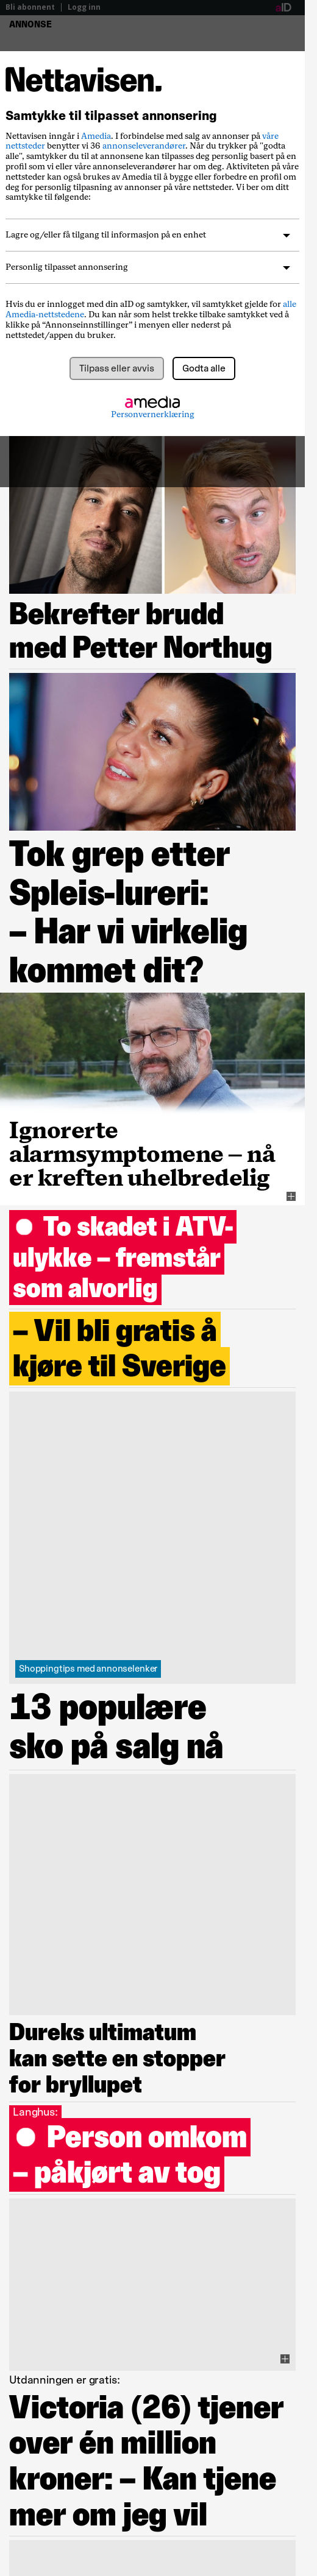 Bli abonnent | Logg inn
aID
ANNONSE
Nettavisen.
Samtykke til tilpasset annonsering
Nettavisen inngår i Amedia. I forbindelse med salg av annonser på våre
nettsteder benytter vi 36 annonseleverandører. Når du trykker på "godta
alle", samtykker du til at annonsene kan tilpasses deg personlig basert på en
profil som vi eller våre annonseleverandører har om deg. Aktiviteten på våre
nettsteder kan også brukes av Amedia til å bygge eller forbedre en profil om
deg for personlig tilpasning av annonser på våre nettsteder. Vi ber om ditt
samtykke til følgende:
Lagre og/eller få tilgang til informasjon på en enhet
Personlig tilpasset annonsering
Hvis du er innlogget med din aID og samtykker, vil samtykket gjelde for alle
Amedia-nettstedene. Du kan når som helst trekke tilbake samtykket ved å
klikke på “Annonseinnstillinger” i menyen eller nederst på
nettstedet/appen du bruker.
Tilpass eller avvis
Godta alle
amedia
Personvernerklæring
Bekrefter brudd
med Petter Northug
Tok grep etter
Spleis-lureri:
– Har vi virkelig
kommet dit?
Ignorerte
alarmsymptomene – nå
er kreften uhelbredelig
To skadet i ATV-
ulykke – fremstår
som alvorlig
– Vil bli gratis å
kjøre til Sverige
Shoppingtips med annonselenker
13 populære
sko på salg nå
Dureks ultimatum
kan sette en stopper
for bryllupet
Langhus:
Person omkom
– påkjørt av tog
Utdanningen er gratis:
Victoria (26) tjener
over én million
kroner: – Kan tjene
mer om jeg vil